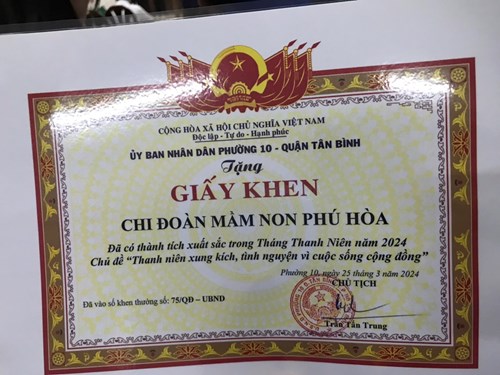 CỘNG HÒA XÃ HỘI CHỦ NGHĨA VIỆT NAM
Độc lập - Tự do - Hạnh phúc
ỦY BAN NHÂN DÂN PHƯỜNG 10 - QUẬN TÂN BÌNH
Tặng
GIẤY KHEN
CHI ĐOÀN MẦM NON PHÚ HÒA
Đã có thành tích xuất sắc trong Tháng Thanh Niên năm 2024
Chủ đề "Thanh niên xung kích, tình nguyện vì cuộc sống cộng đồng"
Phường 10, ngày 25 tháng 3 năm 2024
CHỦ TỊCH
Đã vào sổ khen thưởng số: 75/QĐ - UBND
Trần Tấn Trung